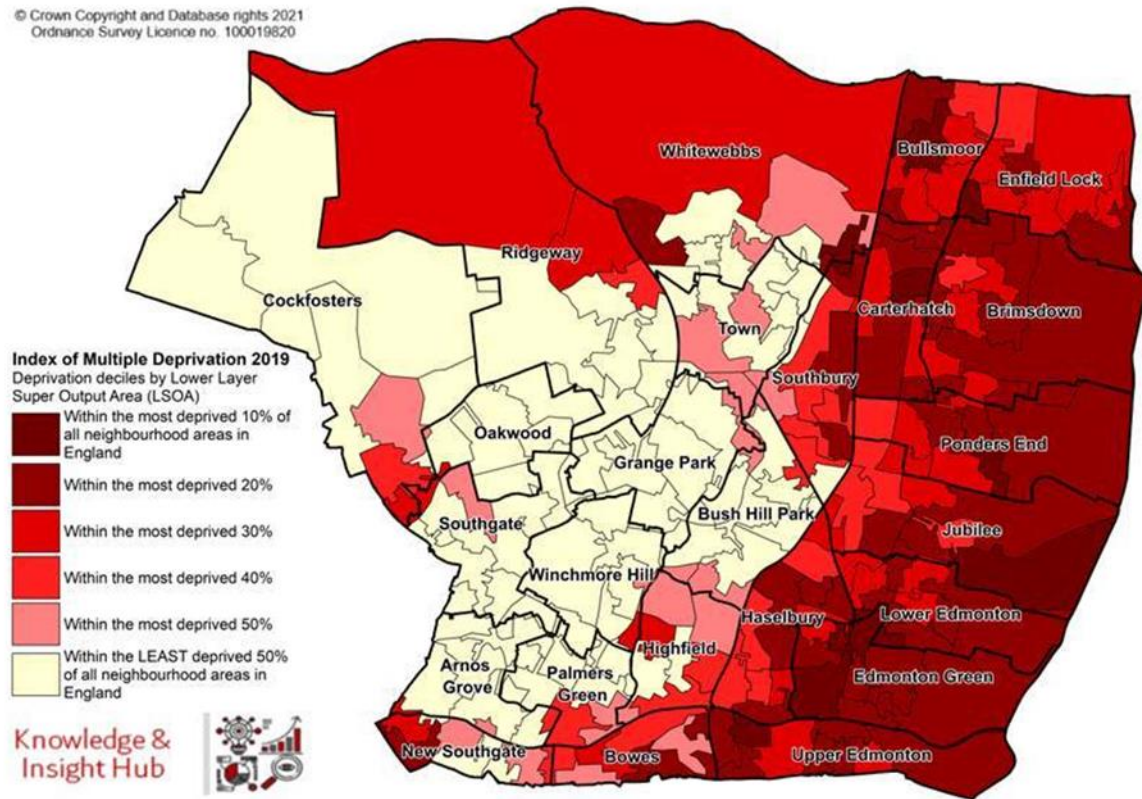 © Crown Copyright and Database rights 2021
Ordnance Survey Licence no. 100019820
Whitewebbs
Bullsmoor
Enfield Lock
Ridgeway
Cockfosters
Town
Carterhatch
Brimsdown
Index of Multiple Deprivation 2019
Deprivation deciles by Lower Layer
Super Output Area (LSOA)
Within the most deprived 10% of
all neighbourhood areas in
England
Within the most deprived 20%
Within the most deprived 30%
Within the most deprived 40%
Within the most deprived 50%
Within the LEAST deprived 50%
of all neighbourhood areas in
England
Southbury
Oakwood
Grange Park
Ponders End
Southgate
Bush Hill Park
Jubilee
Winchmore Hill
Haselbury
Lower Edmonton
Highfield
Arnos
Grove
Palmers
Green
Edmonton Green
New Southgate
Bowes
Upper Edmonton
Knowledge &
Insight Hub